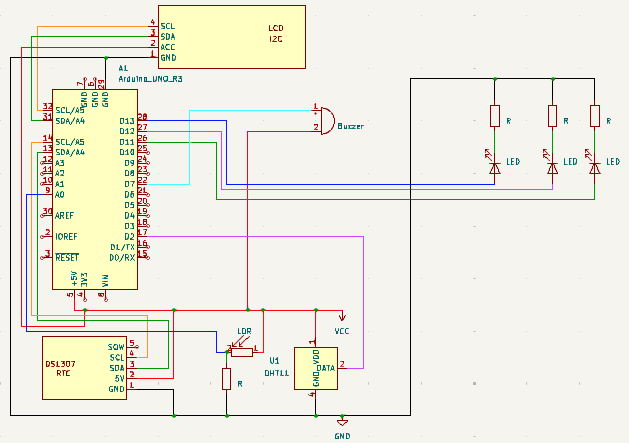 4 SCL
3 SDA
2 ACC
1 GND
LCD
I2C
A1
Arduino_UNO_R3
7 GND
6 GND
29 GND
32 SCL/A5
31 SDA/A4
14 SCL/A5
13 SDA/A4
12 A3
11 A2
10 A1
9 A0
30 AREF
2 IOREF
3 RESET
D13 28
D12 27
D11 26
D10 25
D9 24
D8 23
D7 22
D6 21
D5 20
D4 19
D3 18
D2 17
D1/TX 16
D0/RX 15
+5V 5
3V3 4
VIN 8
1
2
Buzzer
R
R
R
LED
LED
LED
VCC
LDR
1
R
U1
DHT11
1 VDD
DATA 2
GND 4
DS1307
RTC
SQW 5
SCL 4
SDA 3
5V 2
GND 1
GND